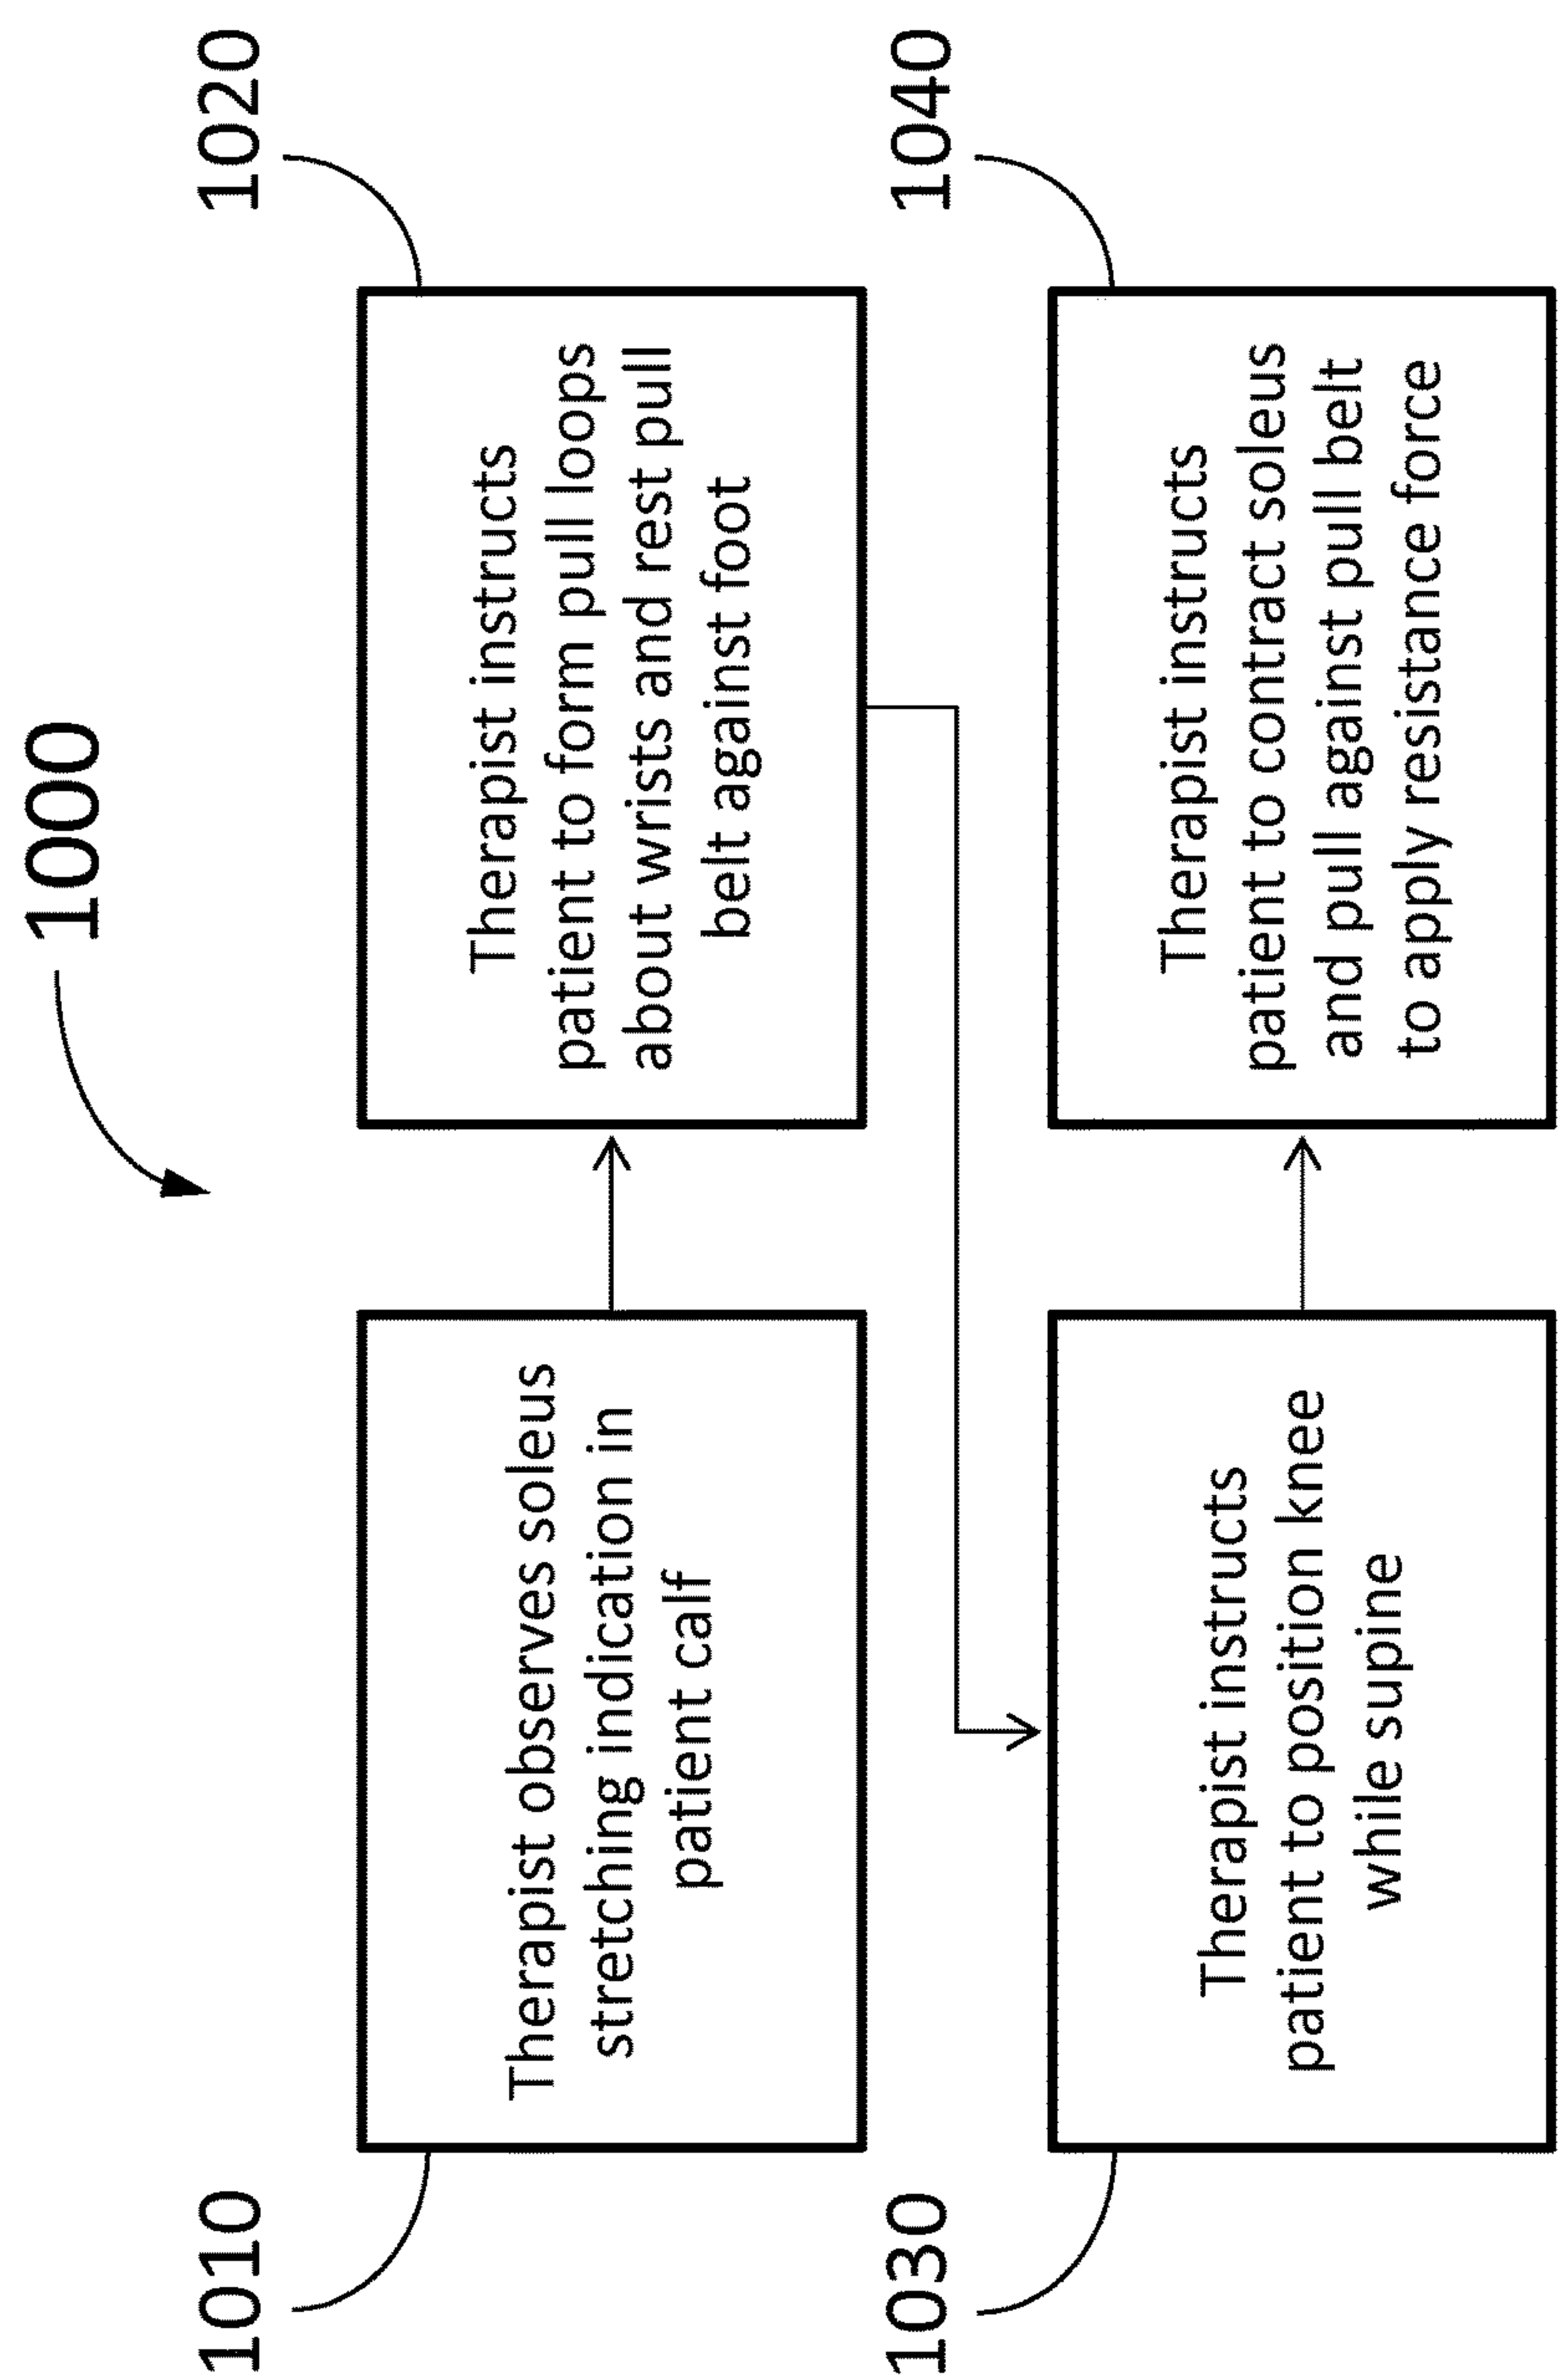 1000
1010
Therapist observes soleus
stretching indication in
patient calf
1020
Therapist instructs
patient to form pull loops
about wrists and rest pull
belt against foot
1030
Therapist instructs
patient to position knee
while supine
1040
Therapist instructs
patient to contract soleus
and pull against pull belt
to apply resistance force